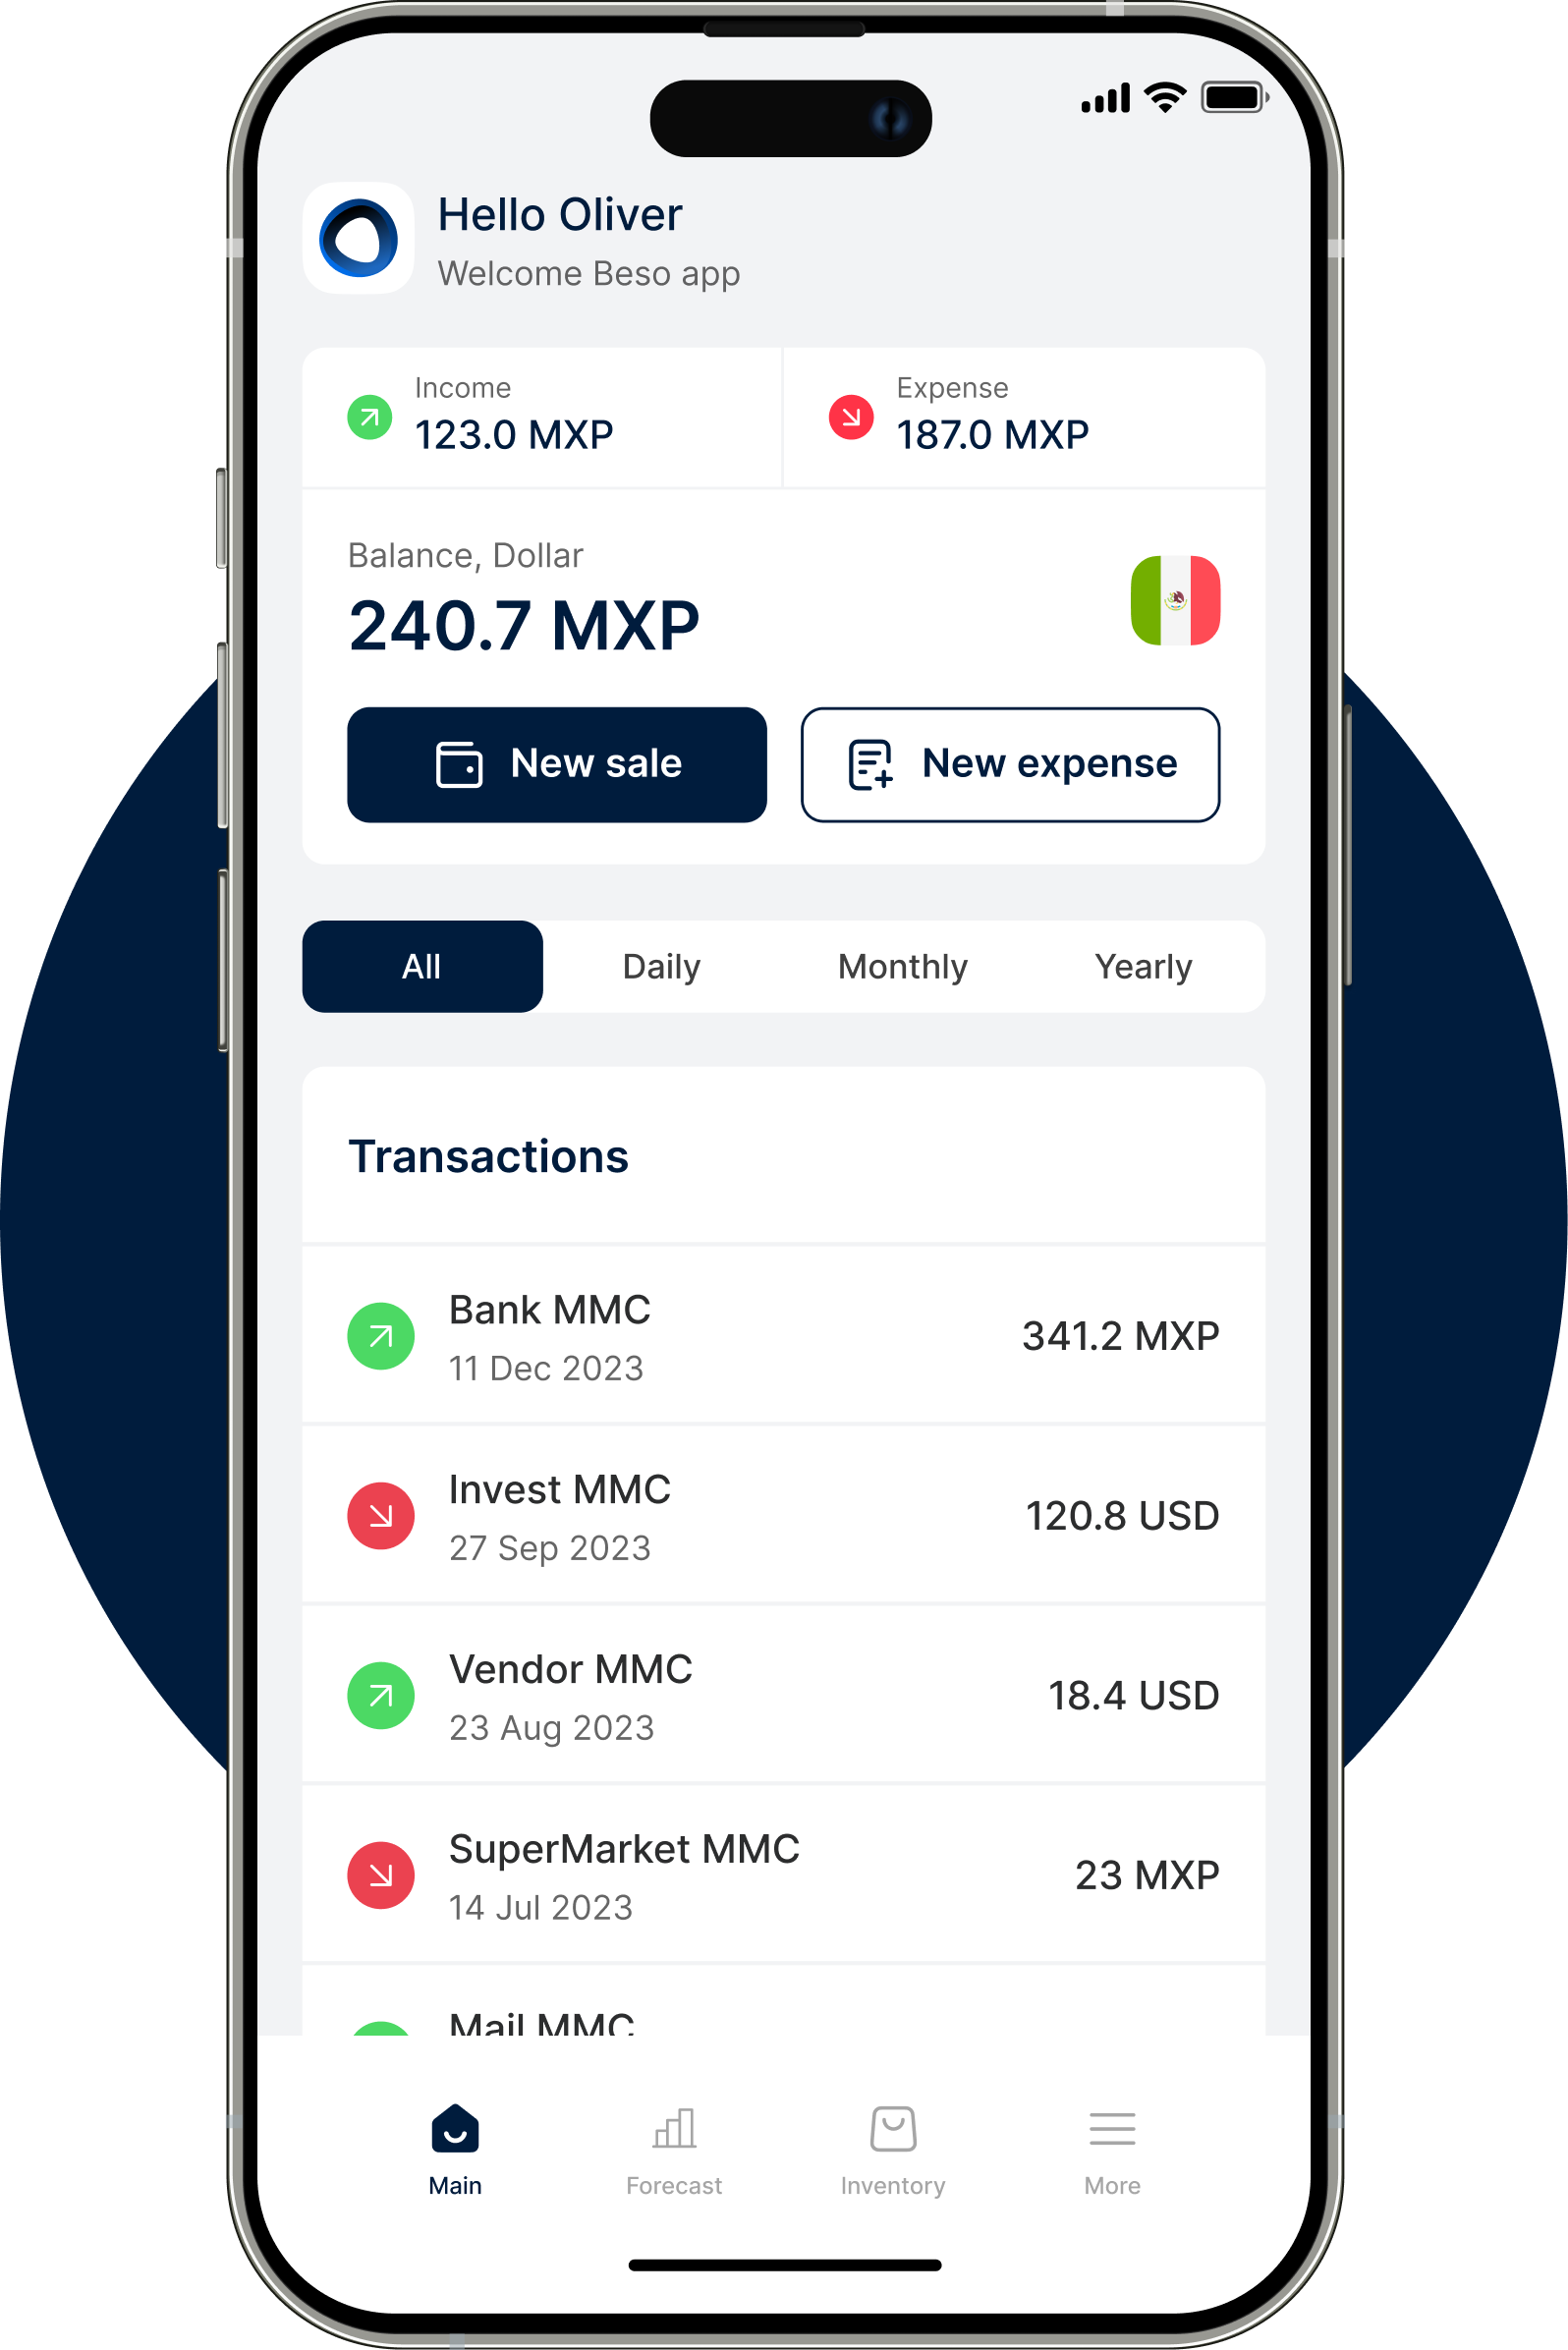 Hello Oliver
Welcome Beso app
Income
123.0 MXP
Expense
187.0 MXP
Balance, Dollar
240.7 MXP
New sale
New expense
All
Daily
Monthly
Yearly
Transactions
Bank MMC
11 Dec 2023
341.2 MXP
Invest MMC
27 Sep 2023
120.8 USD
Vendor MMC
23 Aug 2023
18.4 USD
SuperMarket MMC
14 Jul 2023
23 MXP
Mail MMC
Main
Forecast
Inventory
More